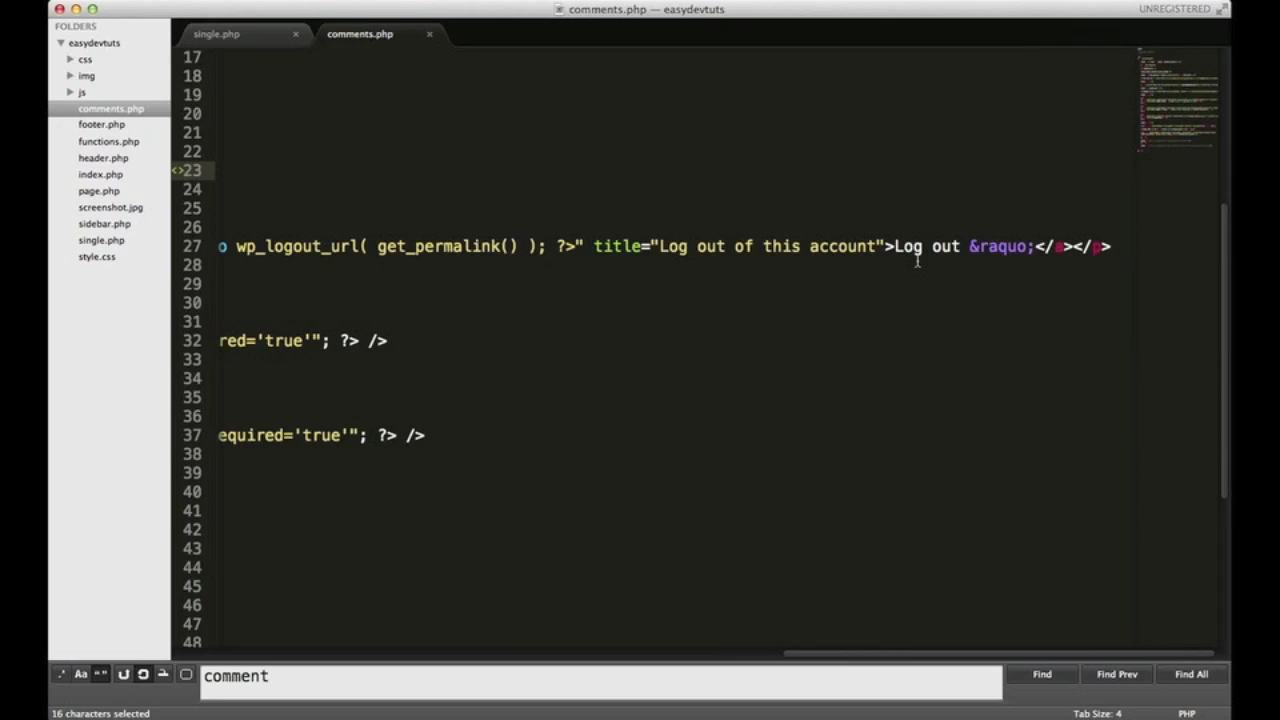 comments.php — easydevtuts
UNREGISTERED
FOLDERS
easydevtuts
css
img
js
comments.php
footer.php
functions.php
header.php
index.php
page.php
screenshot.jpg
sidebar.php
single.php
style.css
single.php ×
comments.php ×
17
18
19
20
21
22
<>23
24
25
26
27 o wp_logout_url( get_permalink() ); ?>" title="Log out of this account">Log out &raquo;</a></p>
28
29
30
31
32 red='true'"; ?> />
33
34
35
36
37 equired='true'"; ?> />
38
39
40
41
42
43
44
45
46
47
48
.* Aa “”
comment
Find
Find Prev
Find All
16 characters selected
Tab Size: 4
PHP